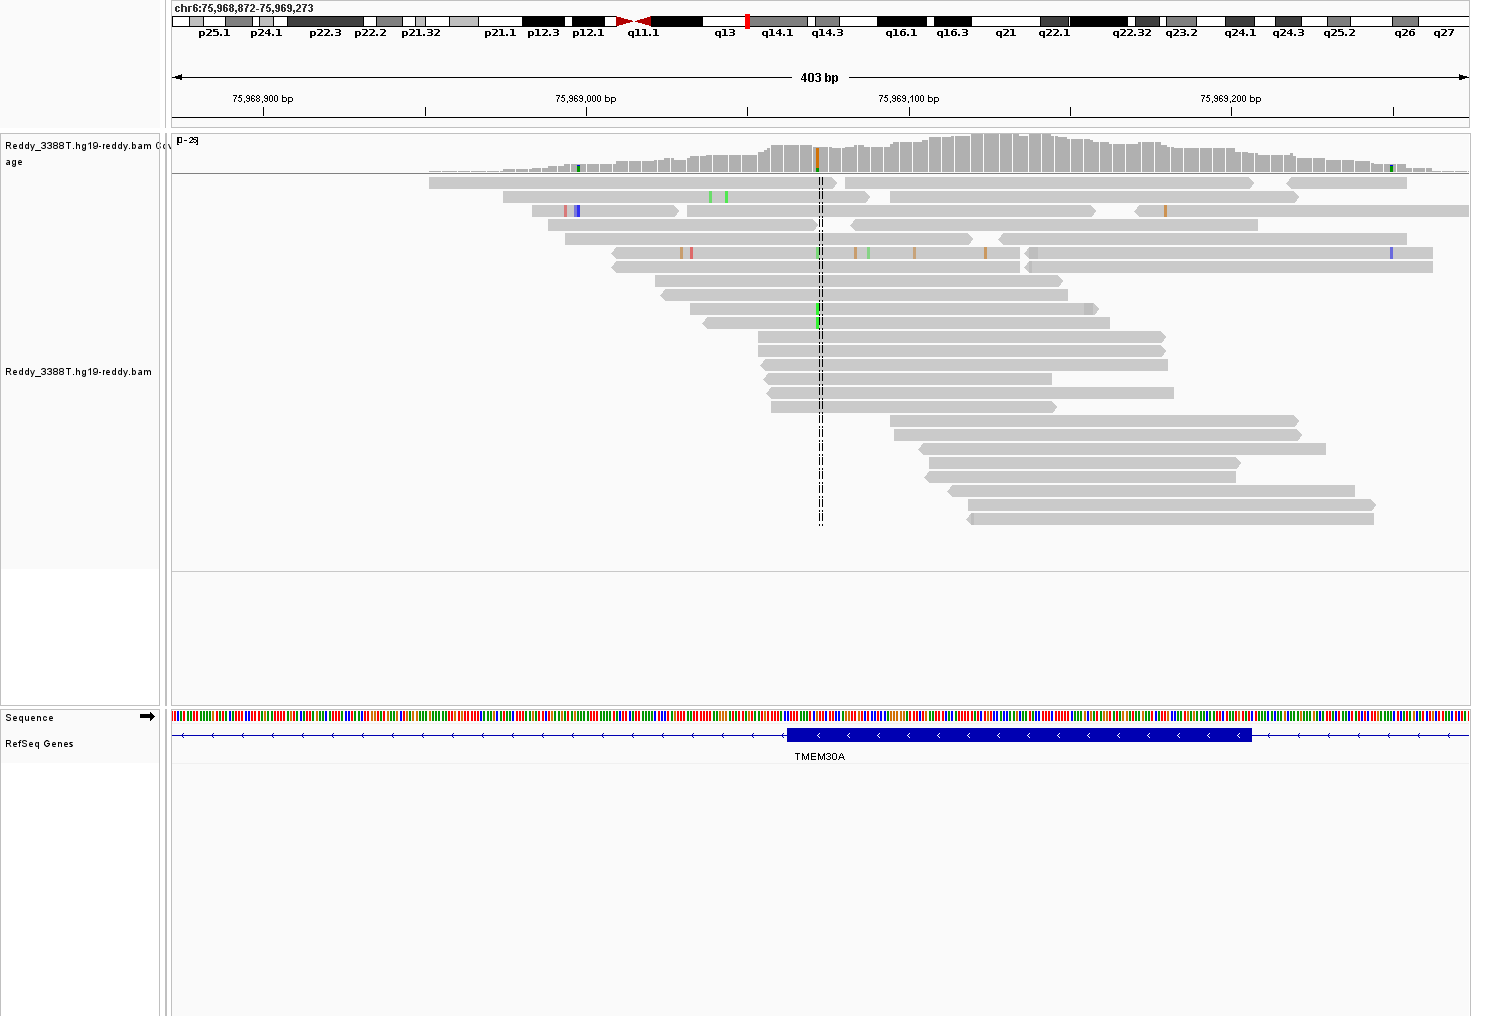 chr6:75,968,872-75,969,273
p25.1 p24.1 p22.3 p22.2 p21.32 p21.1 p12.3 p12.1 q11.1 q13 q14.1 q14.3 q16.1 q16.3 q21 q22.1 q22.32 q23.2 q24.1 q24.3 q25.2 q26 q27
403 bp
75,968,900 bp 75,969,000 bp 75,969,100 bp 75,969,200 bp
Reddy_3388T.hg19-reddy.bam Cov
age
[0-25]
Reddy_3388T.hg19-reddy.bam
Sequence
RefSeq Genes
TMEM30A